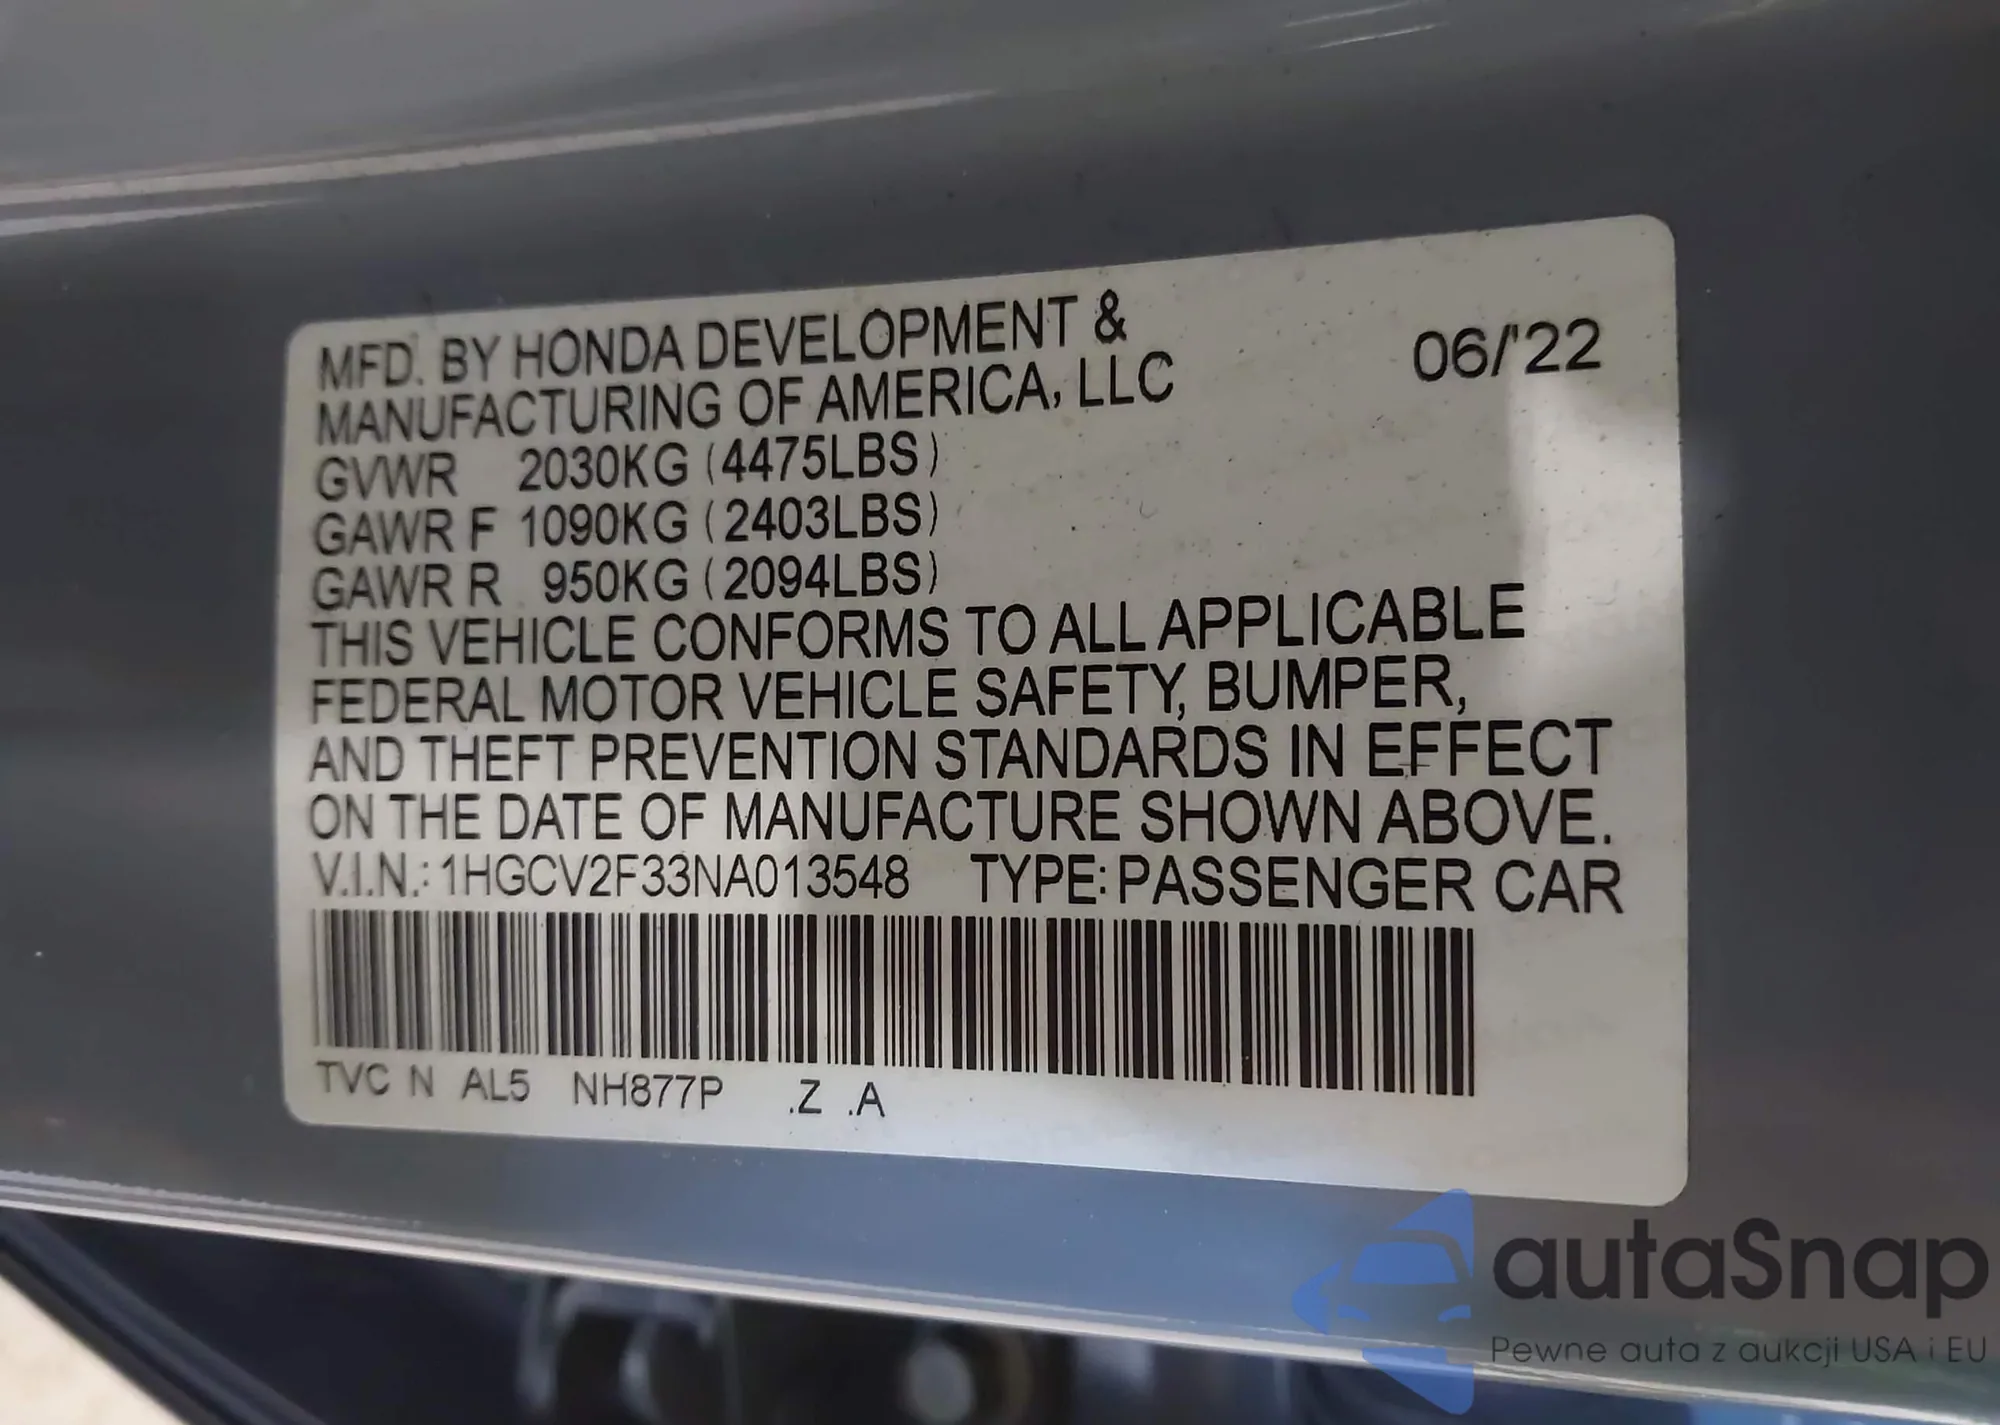 MFD. BY HONDA DEVELOPMENT &
MANUFACTURING OF AMERICA, LLC
06/'22
GVWR 2030KG (4475LBS)
GAWR F 1090KG (2403LBS)
GAWR R 950KG (2094LBS)
THIS VEHICLE CONFORMS TO ALL APPLICABLE
FEDERAL MOTOR VEHICLE SAFETY, BUMPER,
AND THEFT PREVENTION STANDARDS IN EFFECT
ON THE DATE OF MANUFACTURE SHOWN ABOVE.
V.I.N.: 1HGCV2F33NA013548 TYPE: PASSENGER CAR
TVC N AL5 NH877P .Z .A
autaSnap
Pewne auta z aukcji USA i EU